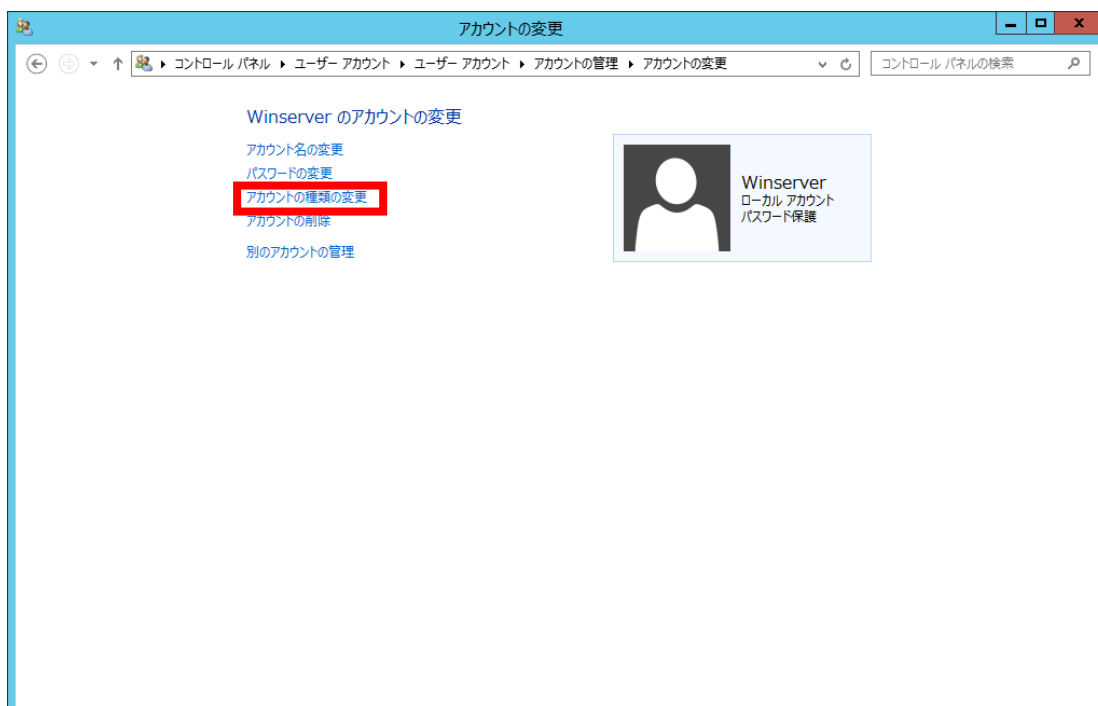 アカウントの変更
コントロール パネル ▸ ユーザー アカウント ▸ ユーザー アカウント ▸ アカウントの管理 ▸ アカウントの変更
コントロール パネルの検索
Winserver のアカウントの変更
アカウント名の変更
パスワードの変更
アカウントの種類の変更
アカウントの削除
別のアカウントの管理
Winserver
ローカル アカウント
パスワード保護